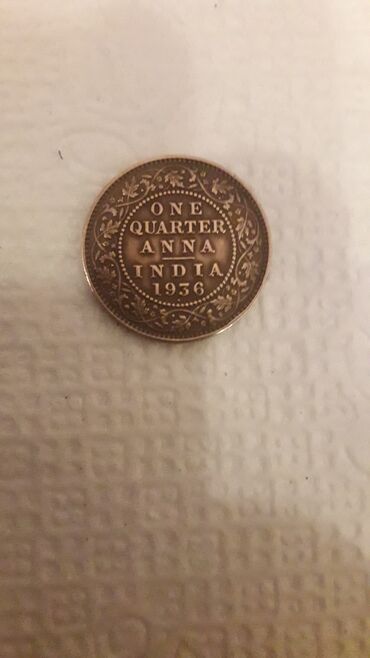 ONE
QUARTER
ANNA
INDIA
1936